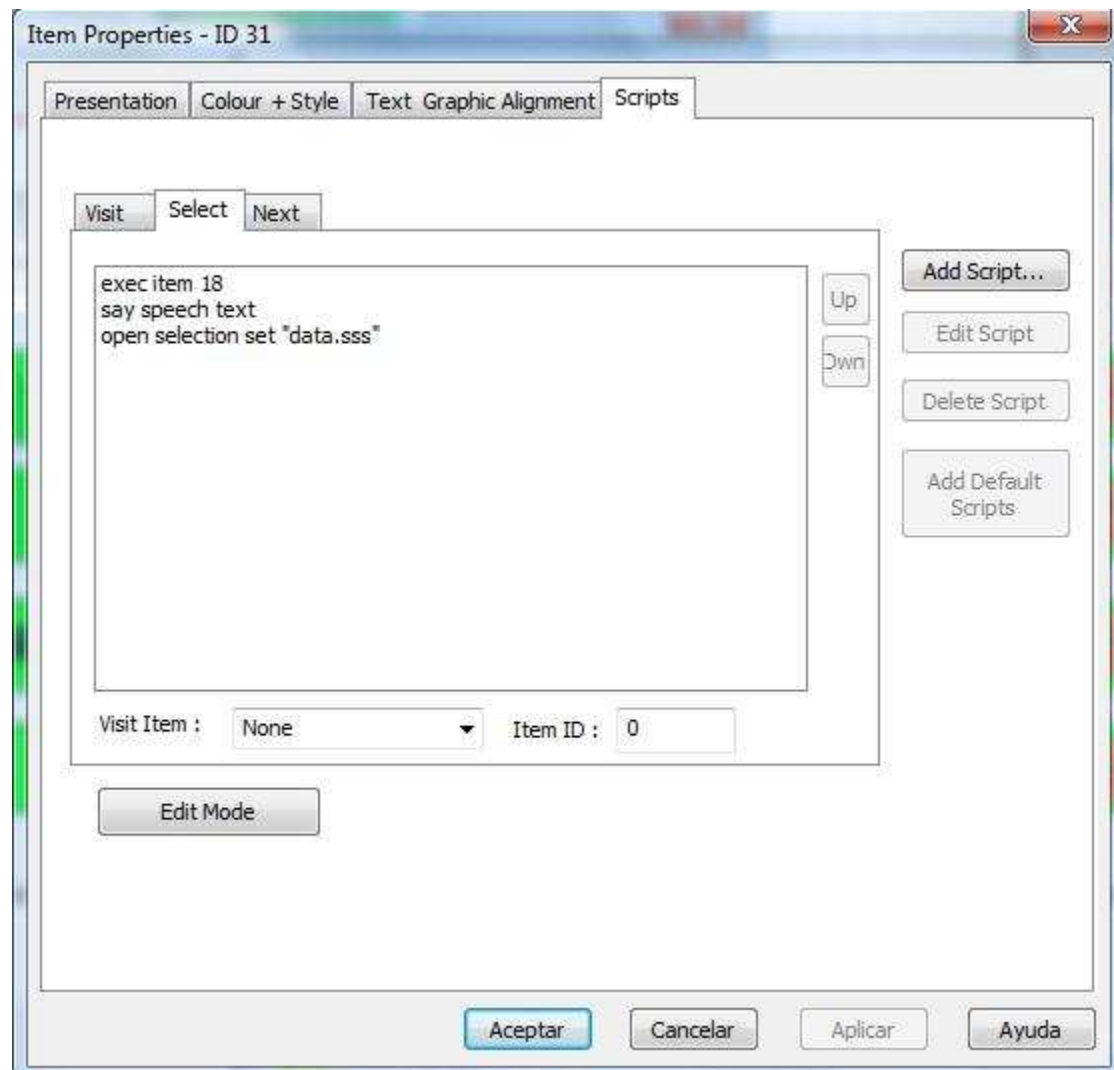 Item Properties - ID 31
Presentation Colour + Style Text Graphic Alignment Scripts
Visit Select Next
exec item 18
say speech text
open selection set "data.sss"
Up
Dwn
Add Script...
Edit Script
Delete Script
Add Default
Scripts
Visit Item : None Item ID : 0
Edit Mode
Aceptar Cancelar Aplicar Ayuda